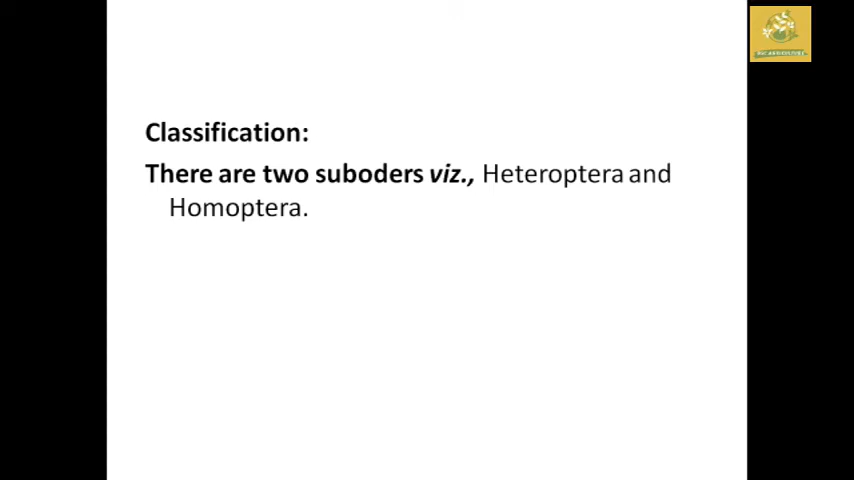 Classification:
There are two suboders viz., Heteroptera and
Homoptera.